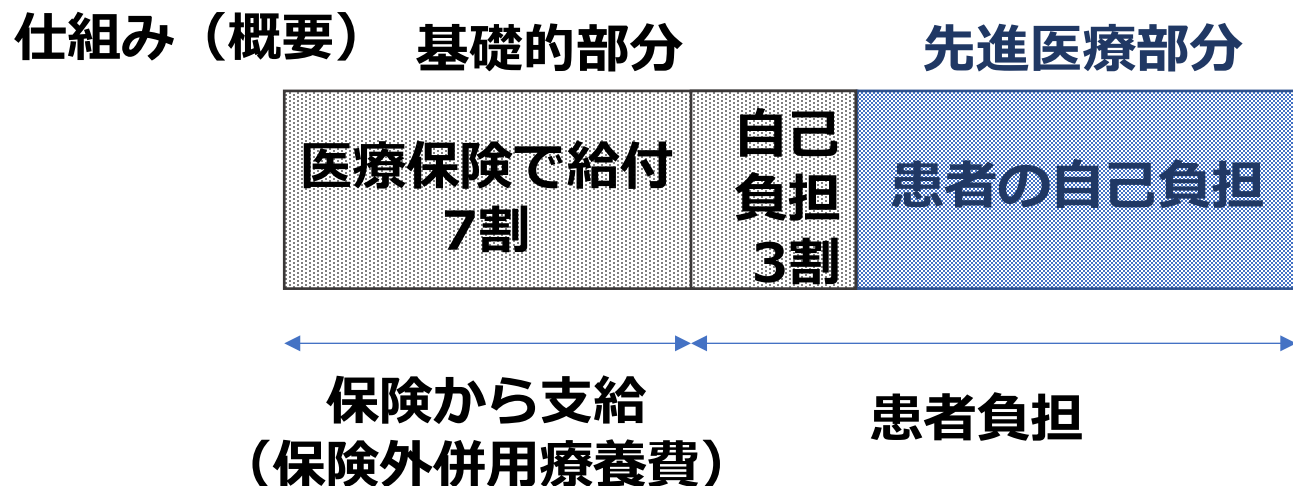 仕組み（概要）
基礎的部分
先進医療部分
医療保険で給付
7割
自己
負担
3割
患者の自己負担
保険から支給
（保険外併用療養費）
患者負担